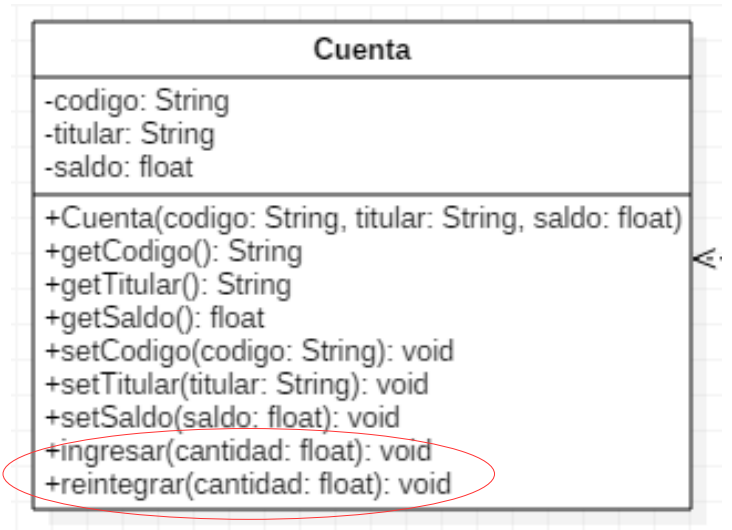 Cuenta
-codigo: String
-titular: String
-saldo: float
+Cuenta(codigo: String, titular: String, saldo: float)
+getCodigo(): String
+getTitular(): String
+getSaldo(): float
+setCodigo(codigo: String): void
+setTitular(titular: String): void
+setSaldo(saldo: float): void
+ingresar(cantidad: float): void
+reintegrar(cantidad: float): void